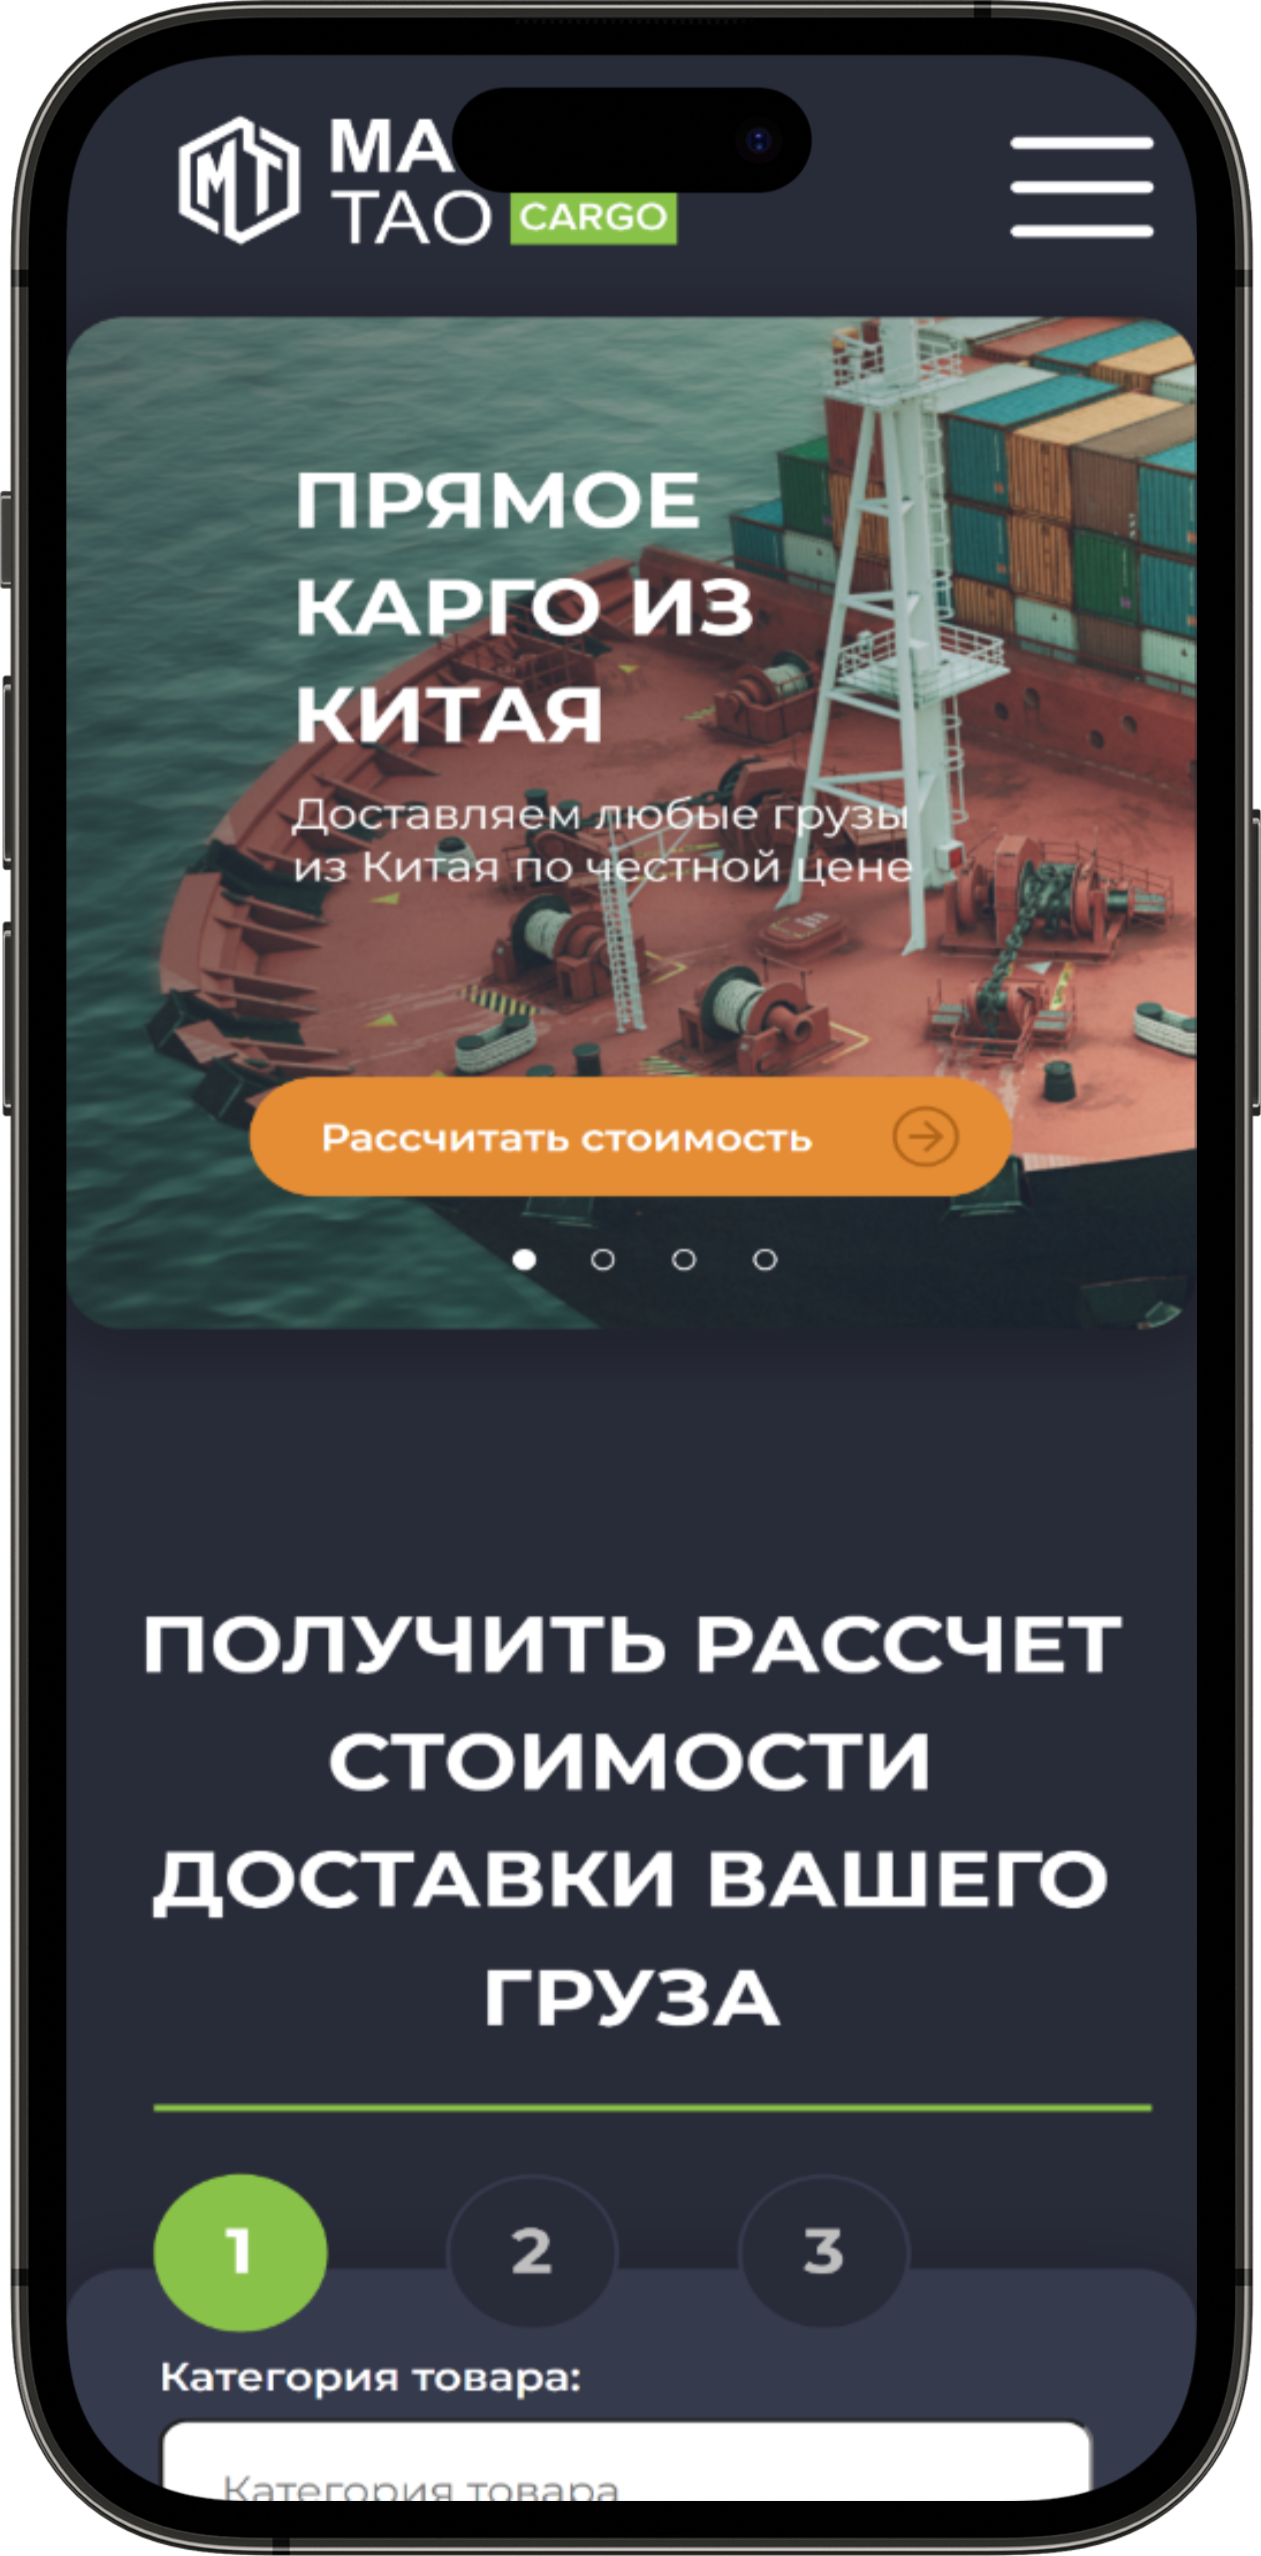 MT
MA
TAO CARGO
ПРЯМОЕ
КАРГО ИЗ
КИТАЯ
Доставляем любые грузы
из Китая по честной цене
Рассчитать стоимость
ПОЛУЧИТЬ РАССЧЕТ
СТОИМОСТИ
ДОСТАВКИ ВАШЕГО
ГРУЗА
1 2 3
Категория товара:
Категория товара